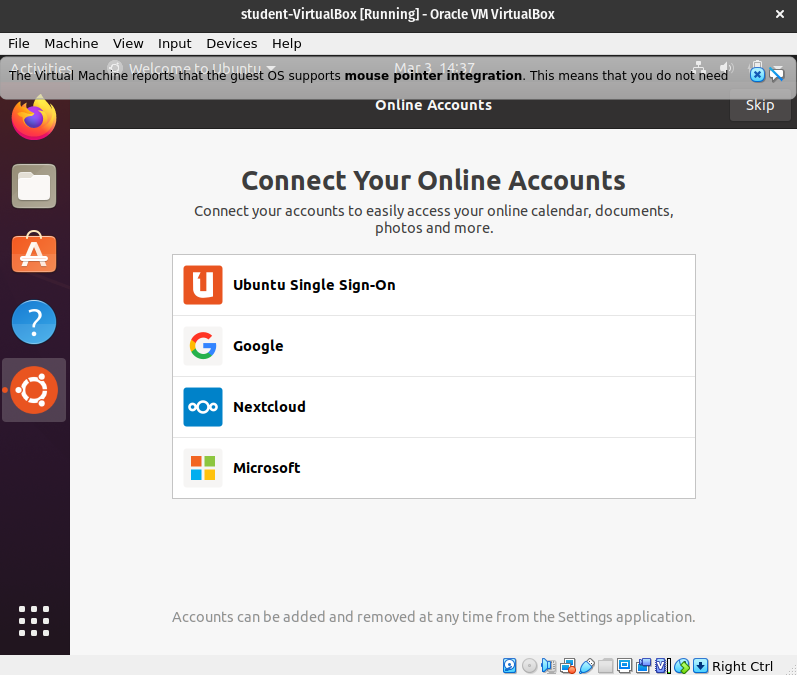 student-VirtualBox [Running] - Oracle VM VirtualBox
File Machine View Input Devices Help
Activities Welcome to Ubuntu Mar 3 14:37
The Virtual Machine reports that the guest OS supports mouse pointer integration. This means that you do not need
Online Accounts
Skip
Connect Your Online Accounts
Connect your accounts to easily access your online calendar, documents,
photos and more.
Ubuntu Single Sign-On
Google
Nextcloud
Microsoft
Accounts can be added and removed at any time from the Settings application.
Right Ctrl